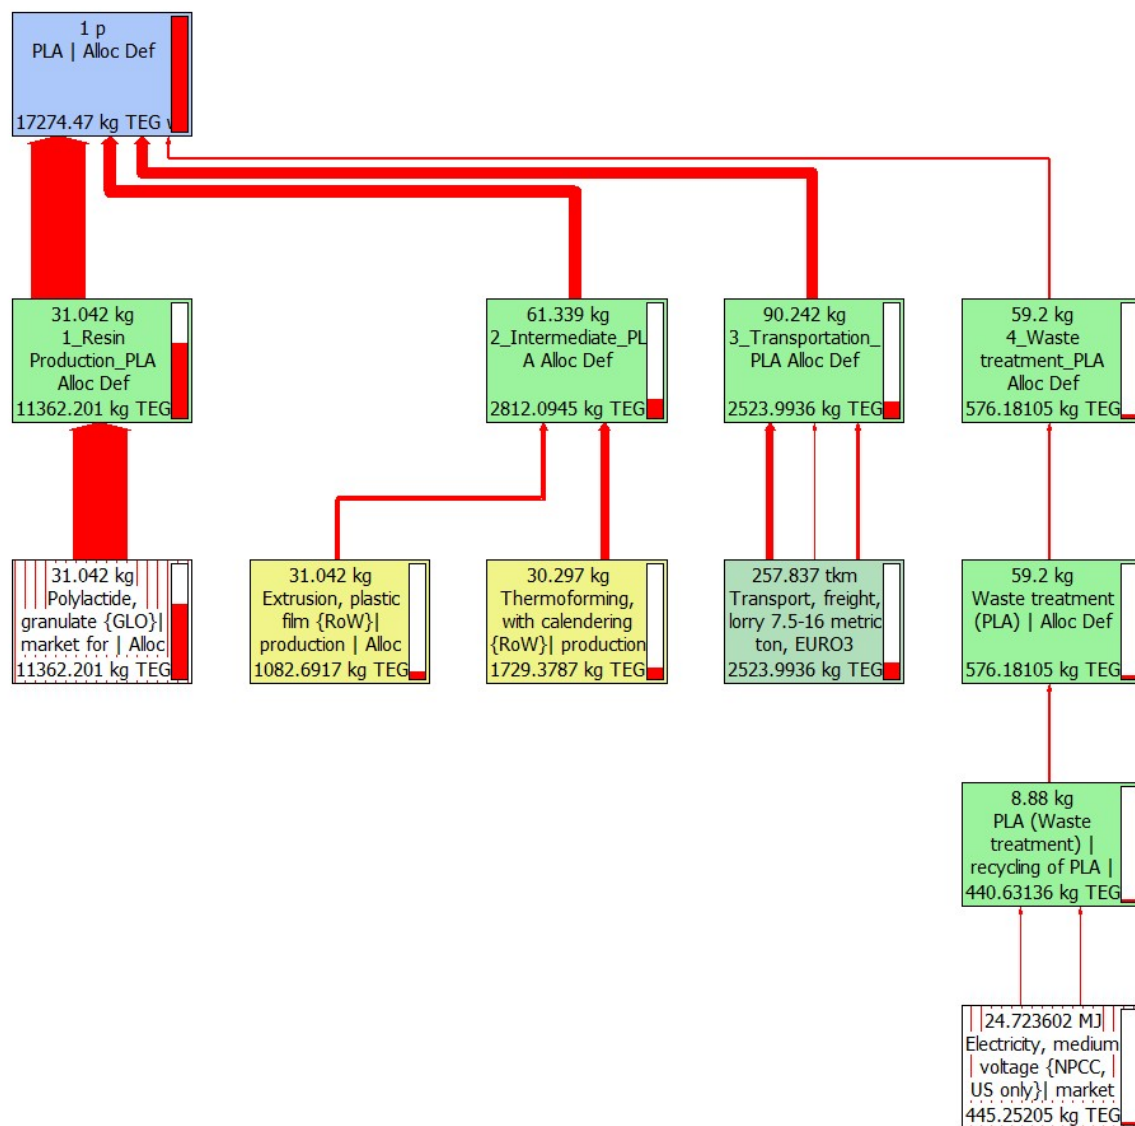 1 p
PLA | Alloc Def
17274.47 kg TEG
31.042 kg
1_Resin
Production_PLA
Alloc Def
11362.201 kg TEG
61.339 kg
2_Intermediate_PL
A Alloc Def
2812.0945 kg TEG
90.242 kg
3_Transportation_
PLA Alloc Def
2523.9936 kg TEG
59.2 kg
4_Waste
treatment_PLA
Alloc Def
576.18105 kg TEG
31.042 kg
Polylactide,
granulate {GLO}|
market for | Alloc
11362.201 kg TEG
31.042 kg
Extrusion, plastic
film {RoW}|
production | Alloc
1082.6917 kg TEG
30.297 kg
Thermoforming,
with calendering
{RoW}| production
1729.3787 kg TEG
257.837 tkm
Transport, freight,
lorry 7.5-16 metric
ton, EURO3
2523.9936 kg TEG
59.2 kg
Waste treatment
(PLA) | Alloc Def
576.18105 kg TEG
8.88 kg
PLA (Waste
treatment) |
recycling of PLA |
440.63136 kg TEG
24.723602 MJ
Electricity, medium
voltage {NPCC,
US only}| market
445.25205 kg TEG